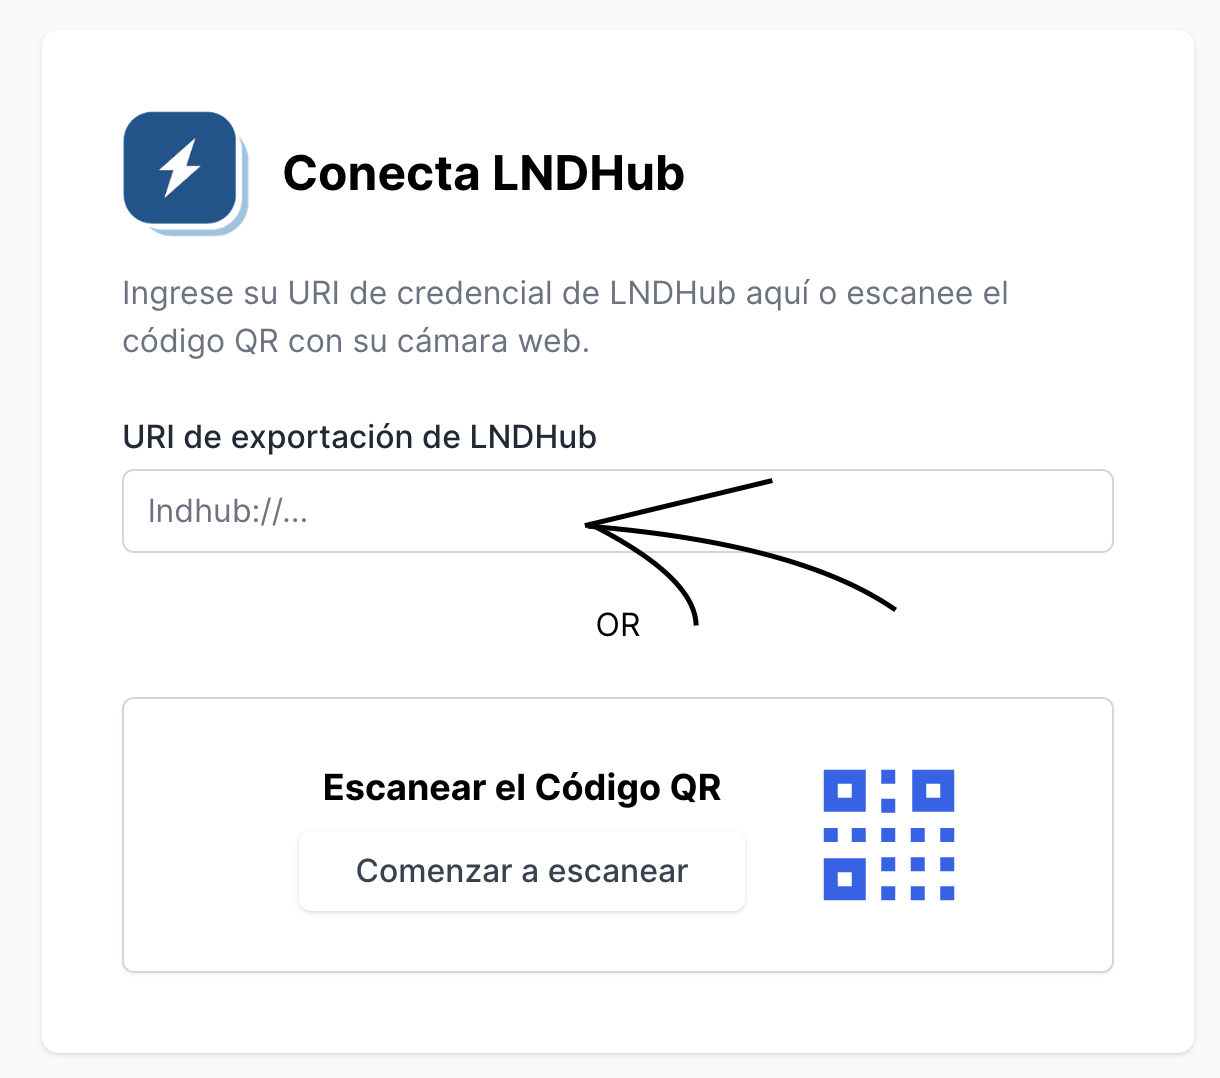 Conecta LNDHub
Ingrese su URI de credencial de LNDHub aquí o escanee el
código QR con su cámara web.
URI de exportación de LNDHub
lndhub://...
OR
Escanear el Código QR
Comenzar a escanear